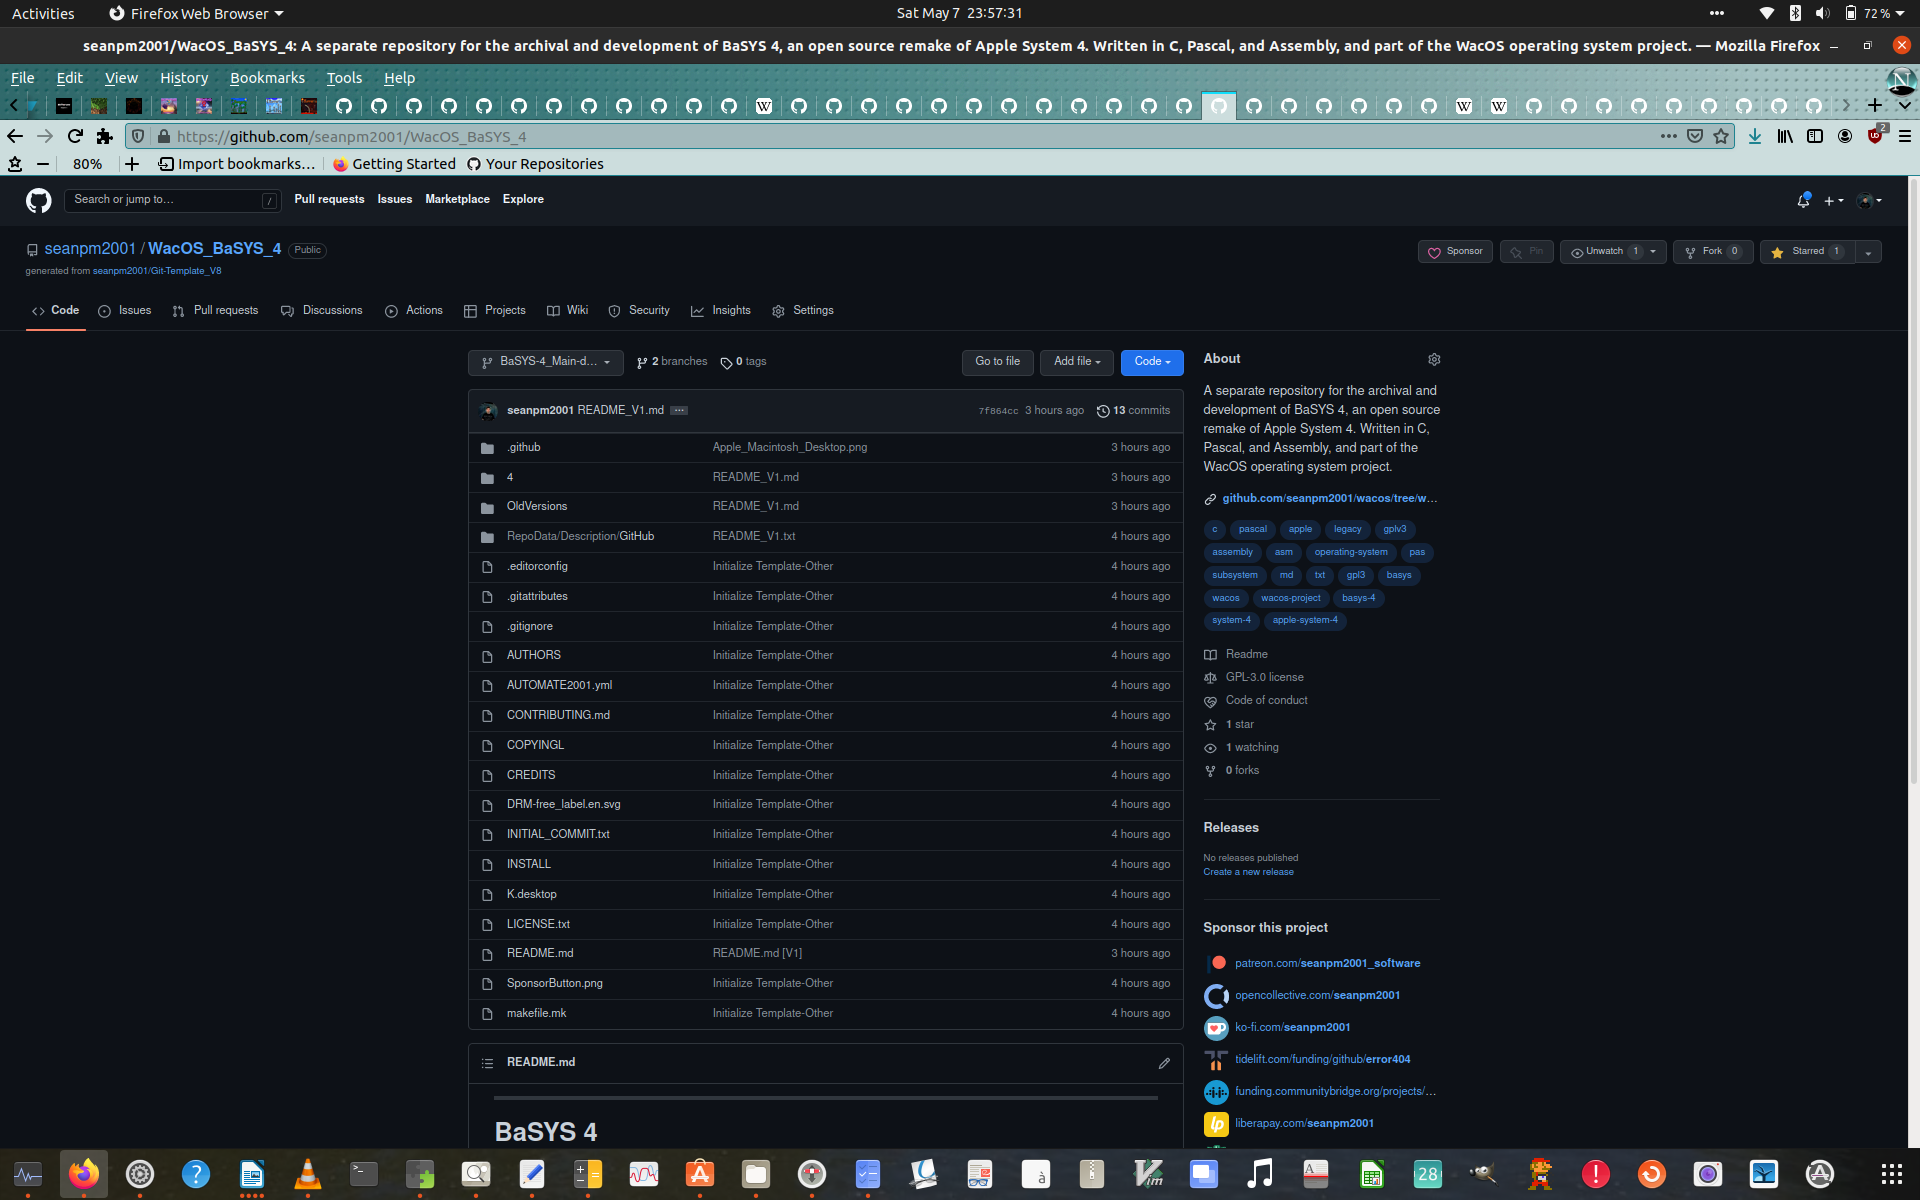 Activities
Firefox Web Browser
Sat May 7 23:57:31
72 %
seanpm2001/WacOS_BaSYS_4: A separate repository for the archival and development of BaSYS 4, an open source remake of Apple System 4. Written in C, Pascal, and Assembly, and part of the WacOS operating system project. — Mozilla Firefox
File Edit View History Bookmarks Tools Help
https://github.com/seanpm2001/WacOS_BaSYS_4
2
80%
Import bookmarks...
Getting Started
Your Repositories
Search or jump to...
/
Pull requests Issues Marketplace Explore
seanpm2001 / WacOS_BaSYS_4 Public
generated from seanpm2001/Git-Template_V8
Sponsor
Pin
Unwatch 1
Fork 0
Starred 1
Code Issues Pull requests Discussions Actions Projects Wiki Security Insights Settings
BaSYS-4_Main-d...
2 branches
0 tags
Go to file
Add file
Code
seanpm2001 README_V1.md ...
7f864cc 3 hours ago
13 commits
.github Apple_Macintosh_Desktop.png 3 hours ago
4 README_V1.md 3 hours ago
OldVersions README_V1.md 3 hours ago
RepoData/Description/GitHub README_V1.txt 4 hours ago
.editorconfig Initialize Template-Other 4 hours ago
.gitattributes Initialize Template-Other 4 hours ago
.gitignore Initialize Template-Other 4 hours ago
AUTHORS Initialize Template-Other 4 hours ago
AUTOMATE2001.yml Initialize Template-Other 4 hours ago
CONTRIBUTING.md Initialize Template-Other 4 hours ago
COPYINGL Initialize Template-Other 4 hours ago
CREDITS Initialize Template-Other 4 hours ago
DRM-free_label.en.svg Initialize Template-Other 4 hours ago
INITIAL_COMMIT.txt Initialize Template-Other 4 hours ago
INSTALL Initialize Template-Other 4 hours ago
K.desktop Initialize Template-Other 4 hours ago
LICENSE.txt Initialize Template-Other 4 hours ago
README.md README.md [V1] 3 hours ago
SponsorButton.png Initialize Template-Other 4 hours ago
makefile.mk Initialize Template-Other 4 hours ago
README.md
BaSYS 4
About
A separate repository for the archival and
development of BaSYS 4, an open source
remake of Apple System 4. Written in C,
Pascal, and Assembly, and part of the
WacOS operating system project.
github.com/seanpm2001/wacos/tree/w...
c pascal apple legacy gplv3
assembly asm operating-system pas
subsystem md txt gpl3 basys
wacos wacos-project basys-4
system-4 apple-system-4
Readme
GPL-3.0 license
Code of conduct
1 star
1 watching
0 forks
Releases
No releases published
Create a new release
Sponsor this project
patreon.com/seanpm2001_software
opencollective.com/seanpm2001
ko-fi.com/seanpm2001
tidelift.com/funding/github/error404
funding.communitybridge.org/projects/...
lp
liberapay.com/seanpm2001
28